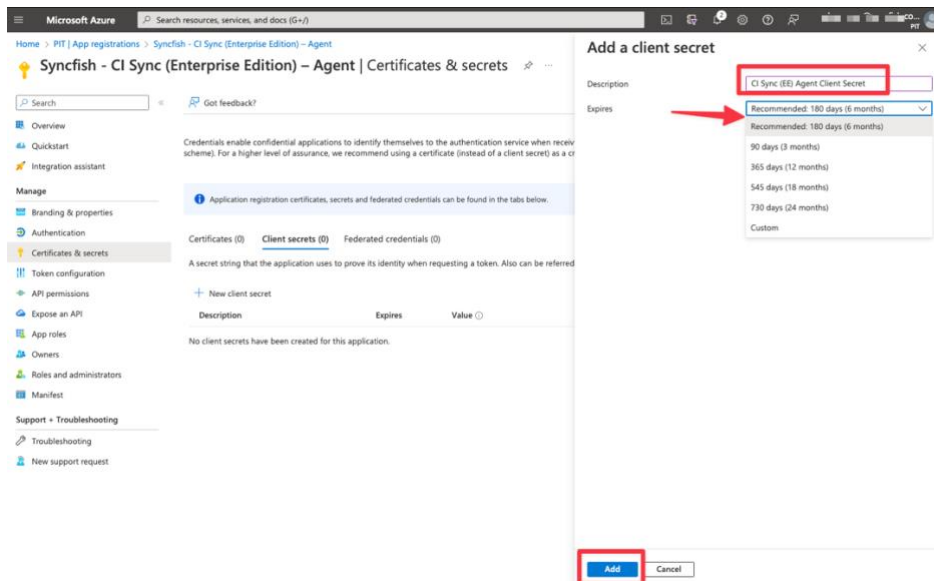 Microsoft Azure
Search resources, services, and docs (G+/)
2
CO...
PIT
Home > PIT | App registrations > Syncfish - CI Sync (Enterprise Edition) – Agent
Syncfish - CI Sync (Enterprise Edition) – Agent | Certificates & secrets
Search
Got feedback?
Overview
Quickstart
Integration assistant
Manage
Branding & properties
Authentication
Certificates & secrets
Token configuration
API permissions
Expose an API
App roles
Owners
Roles and administrators
Manifest
Support + Troubleshooting
Troubleshooting
New support request
Credentials enable confidential applications to identify themselves to the authentication service when receiv
scheme). For a higher level of assurance, we recommend using a certificate (instead of a client secret) as a cr
Application registration certificates, secrets and federated credentials can be found in the tabs below.
Certificates (0) Client secrets (0) Federated credentials (0)
A secret string that the application uses to prove its identity when requesting a token. Also can be referred
New client secret
Description Expires Value
No client secrets have been created for this application.
Add a client secret
Description CI Sync (EE) Agent Client Secret
Expires Recommended: 180 days (6 months)
Recommended: 180 days (6 months)
90 days (3 months)
365 days (12 months)
545 days (18 months)
730 days (24 months)
Custom
Add Cancel